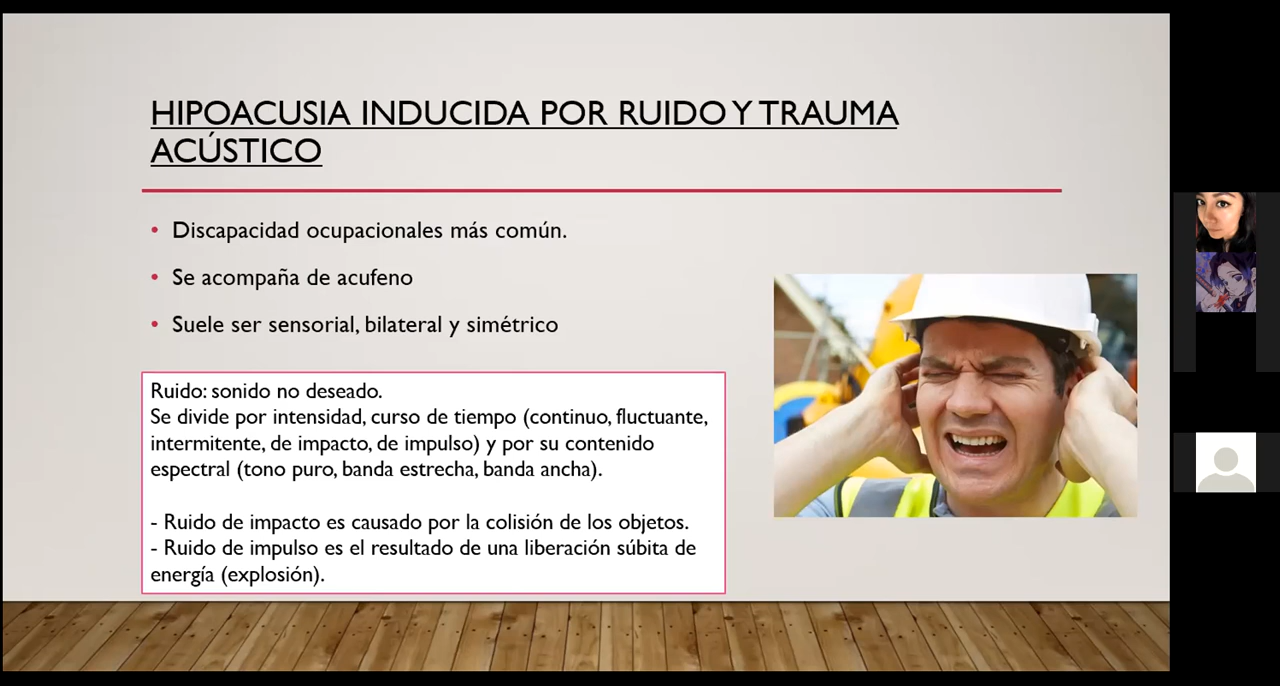 HIPOACUSIA INDUCIDA POR RUIDO Y TRAUMA
ACÚSTICO
• Discapacidad ocupacionales más común.
• Se acompaña de acufeno
• Suele ser sensorial, bilateral y simétrico
Ruido: sonido no deseado.
Se divide por intensidad, curso de tiempo (continuo, fluctuante,
intermitente, de impacto, de impulso) y por su contenido
espectral (tono puro, banda estrecha, banda ancha).
- Ruido de impacto es causado por la colisión de los objetos.
- Ruido de impulso es el resultado de una liberación súbita de
energía (explosión).